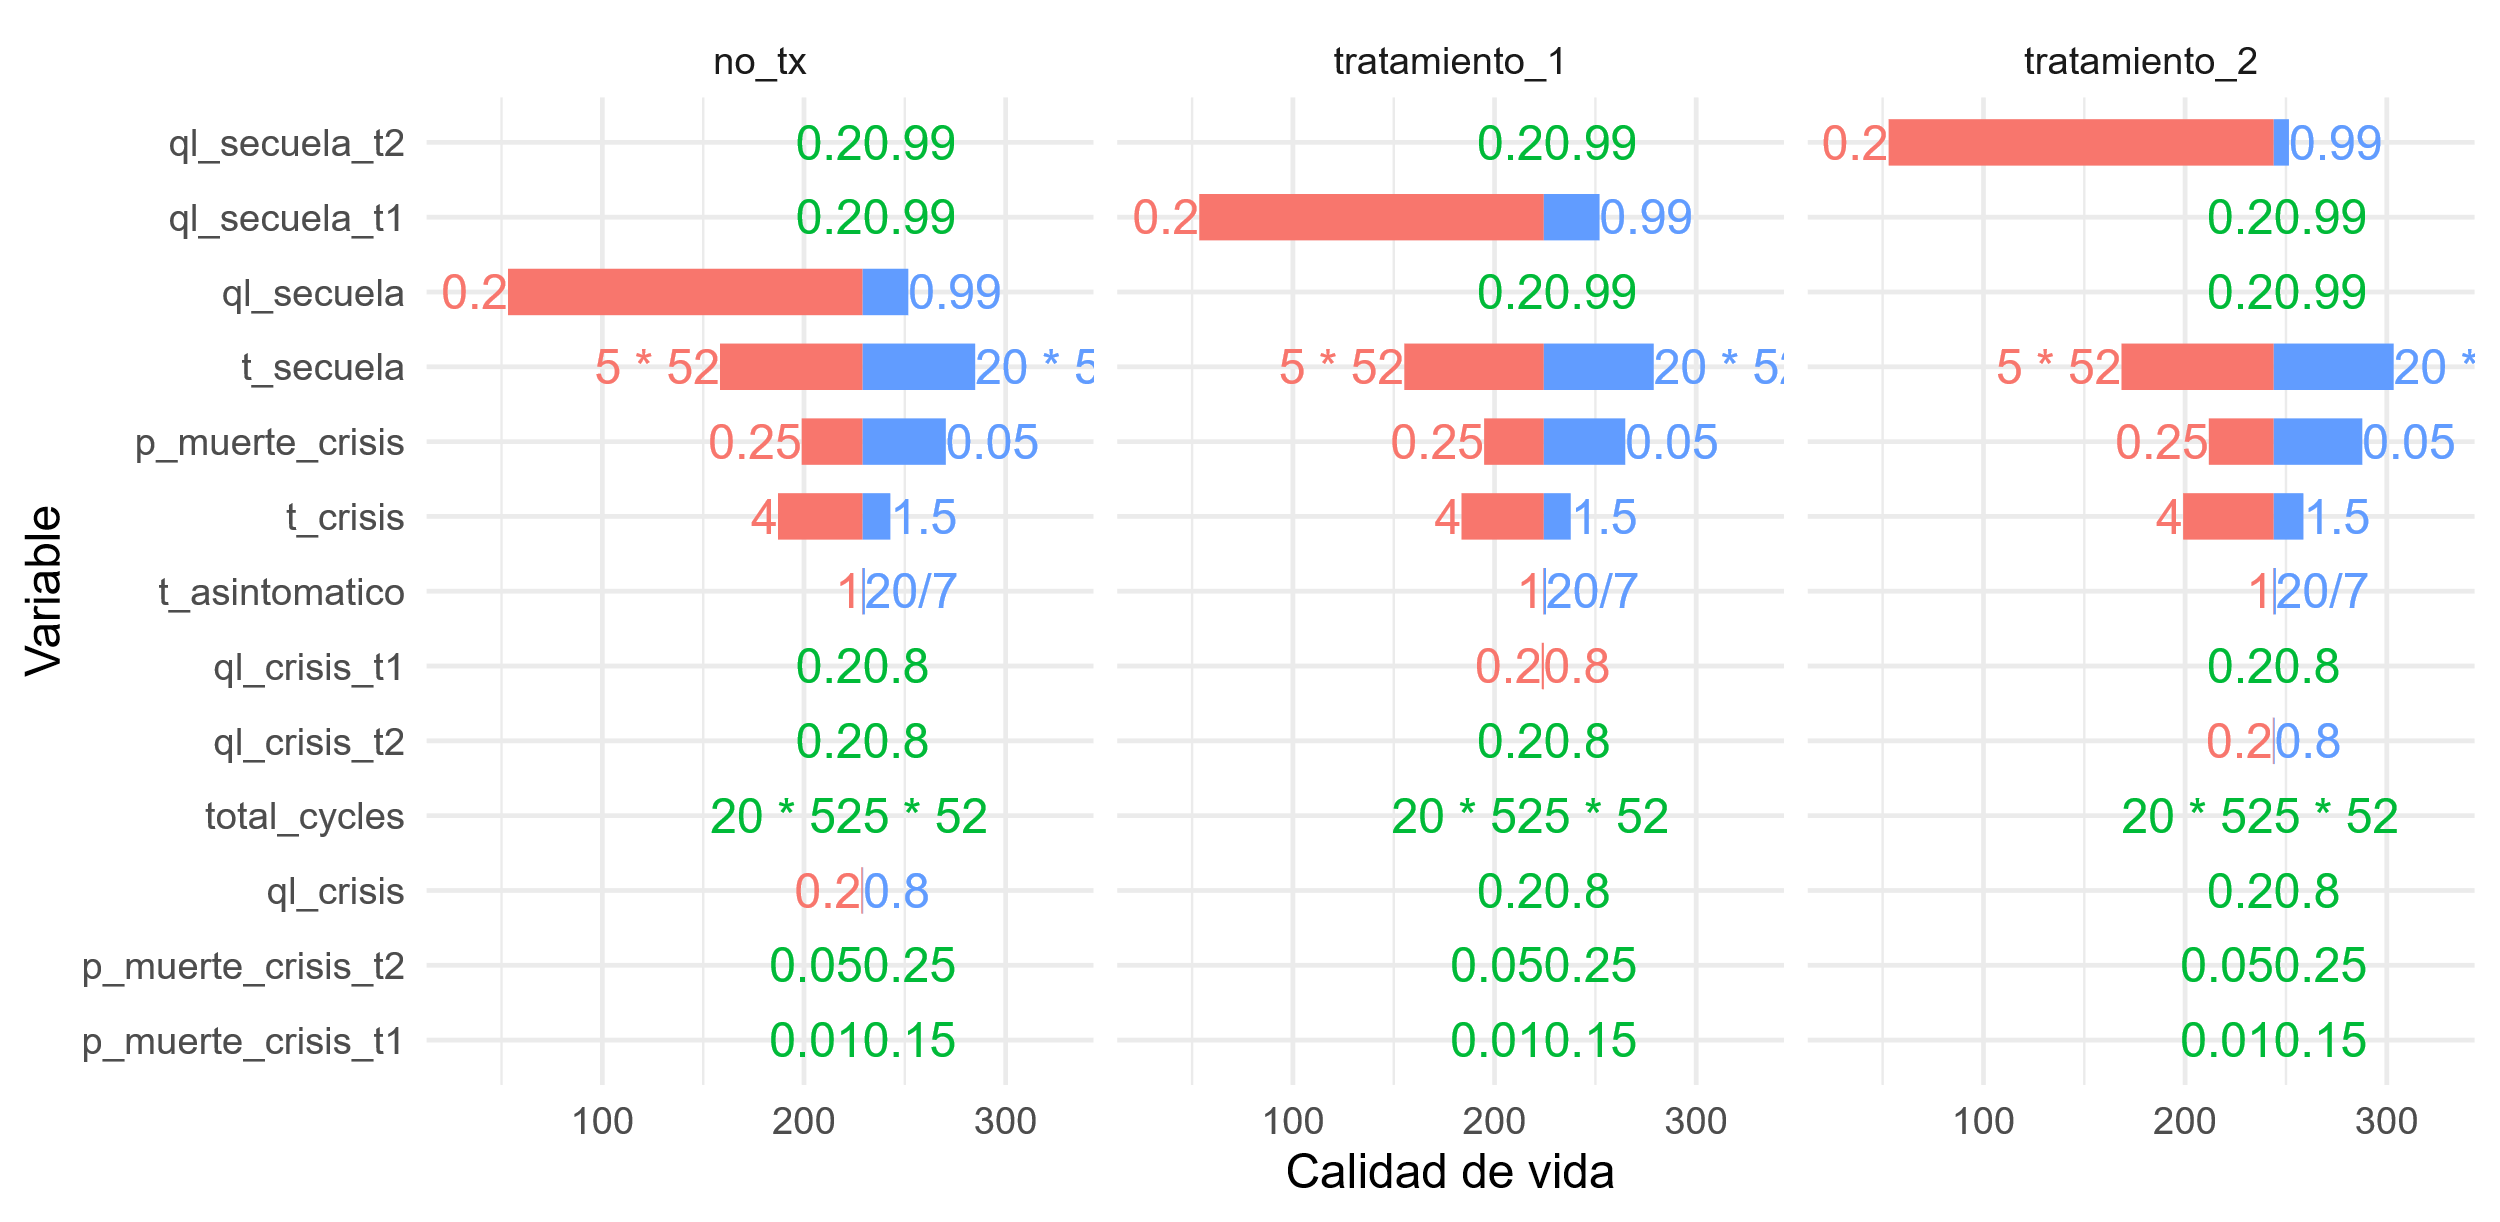 no_tx tratamiento_1 tratamiento_2
ql_secuela_t2 0.20.99 0.20.99 0.2 0.99
ql_secuela_t1 0.20.99 0.2 0.99 0.20.99
ql_secuela 0.2 0.99 0.20.99 0.20.99
t_secuela 5 * 52 20 * 5 5 * 52 20 * 52 5 * 52 20 *
p_muerte_crisis 0.25 0.05 0.25 0.05 0.25 0.05
t_crisis 4 1.5 4 1.5 4 1.5
t_asintomatico 1 20/7 1 20/7 1 20/7
ql_crisis_t1 0.20.8 0.2 0.8 0.20.8
ql_crisis_t2 0.20.8 0.20.8 0.2 0.8
total_cycles 20 * 525 * 52 20 * 525 * 52 20 * 525 * 52
ql_crisis 0.2 0.8 0.20.8 0.20.8
p_muerte_crisis_t2 0.050.25 0.050.25 0.050.25
p_muerte_crisis_t1 0.010.15 0.010.15 0.010.15
100 200 300 100 200 300 100 200 300
Calidad de vida
Variable